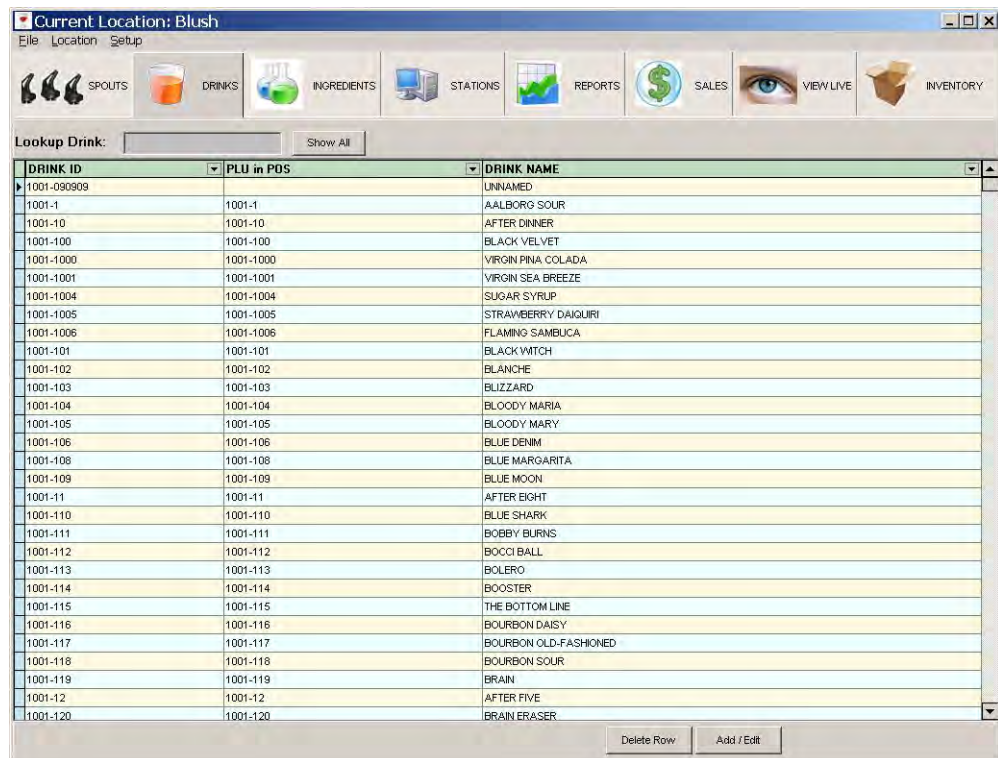 Current Location: Blush
File Location Setup
SPOUTS DRINKS INGREDIENTS STATIONS REPORTS SALES VIEW LIVE INVENTORY
Lookup Drink: Show All
DRINK ID PLU in POS DRINK NAME
1001-090909 UNNAMED
1001-1 1001-1 AALBORG SOUR
1001-10 1001-10 AFTER DINNER
1001-100 1001-100 BLACK VELVET
1001-1000 1001-1000 VIRGIN PINA COLADA
1001-1001 1001-1001 VIRGIN SEA BREEZE
1001-1004 1001-1004 SUGAR SYRUP
1001-1005 1001-1005 STRAWBERRY DAIQUIRI
1001-1006 1001-1006 FLAMING SAMBUCA
1001-101 1001-101 BLACK WITCH
1001-102 1001-102 BLANCHE
1001-103 1001-103 BLIZZARD
1001-104 1001-104 BLOODY MARIA
1001-105 1001-105 BLOODY MARY
1001-106 1001-106 BLUE DENIM
1001-108 1001-108 BLUE MARGARITA
1001-109 1001-109 BLUE MOON
1001-11 1001-11 AFTER EIGHT
1001-110 1001-110 BLUE SHARK
1001-111 1001-111 BOBBY BURNS
1001-112 1001-112 BOCCI BALL
1001-113 1001-113 BOLERO
1001-114 1001-114 BOOSTER
1001-115 1001-115 THE BOTTOM LINE
1001-116 1001-116 BOURBON DAISY
1001-117 1001-117 BOURBON OLD-FASHIONED
1001-118 1001-118 BOURBON SOUR
1001-119 1001-119 BRAIN
1001-12 1001-12 AFTER FIVE
1001-120 1001-120 BRAIN ERASER
Delete Row Add / Edit